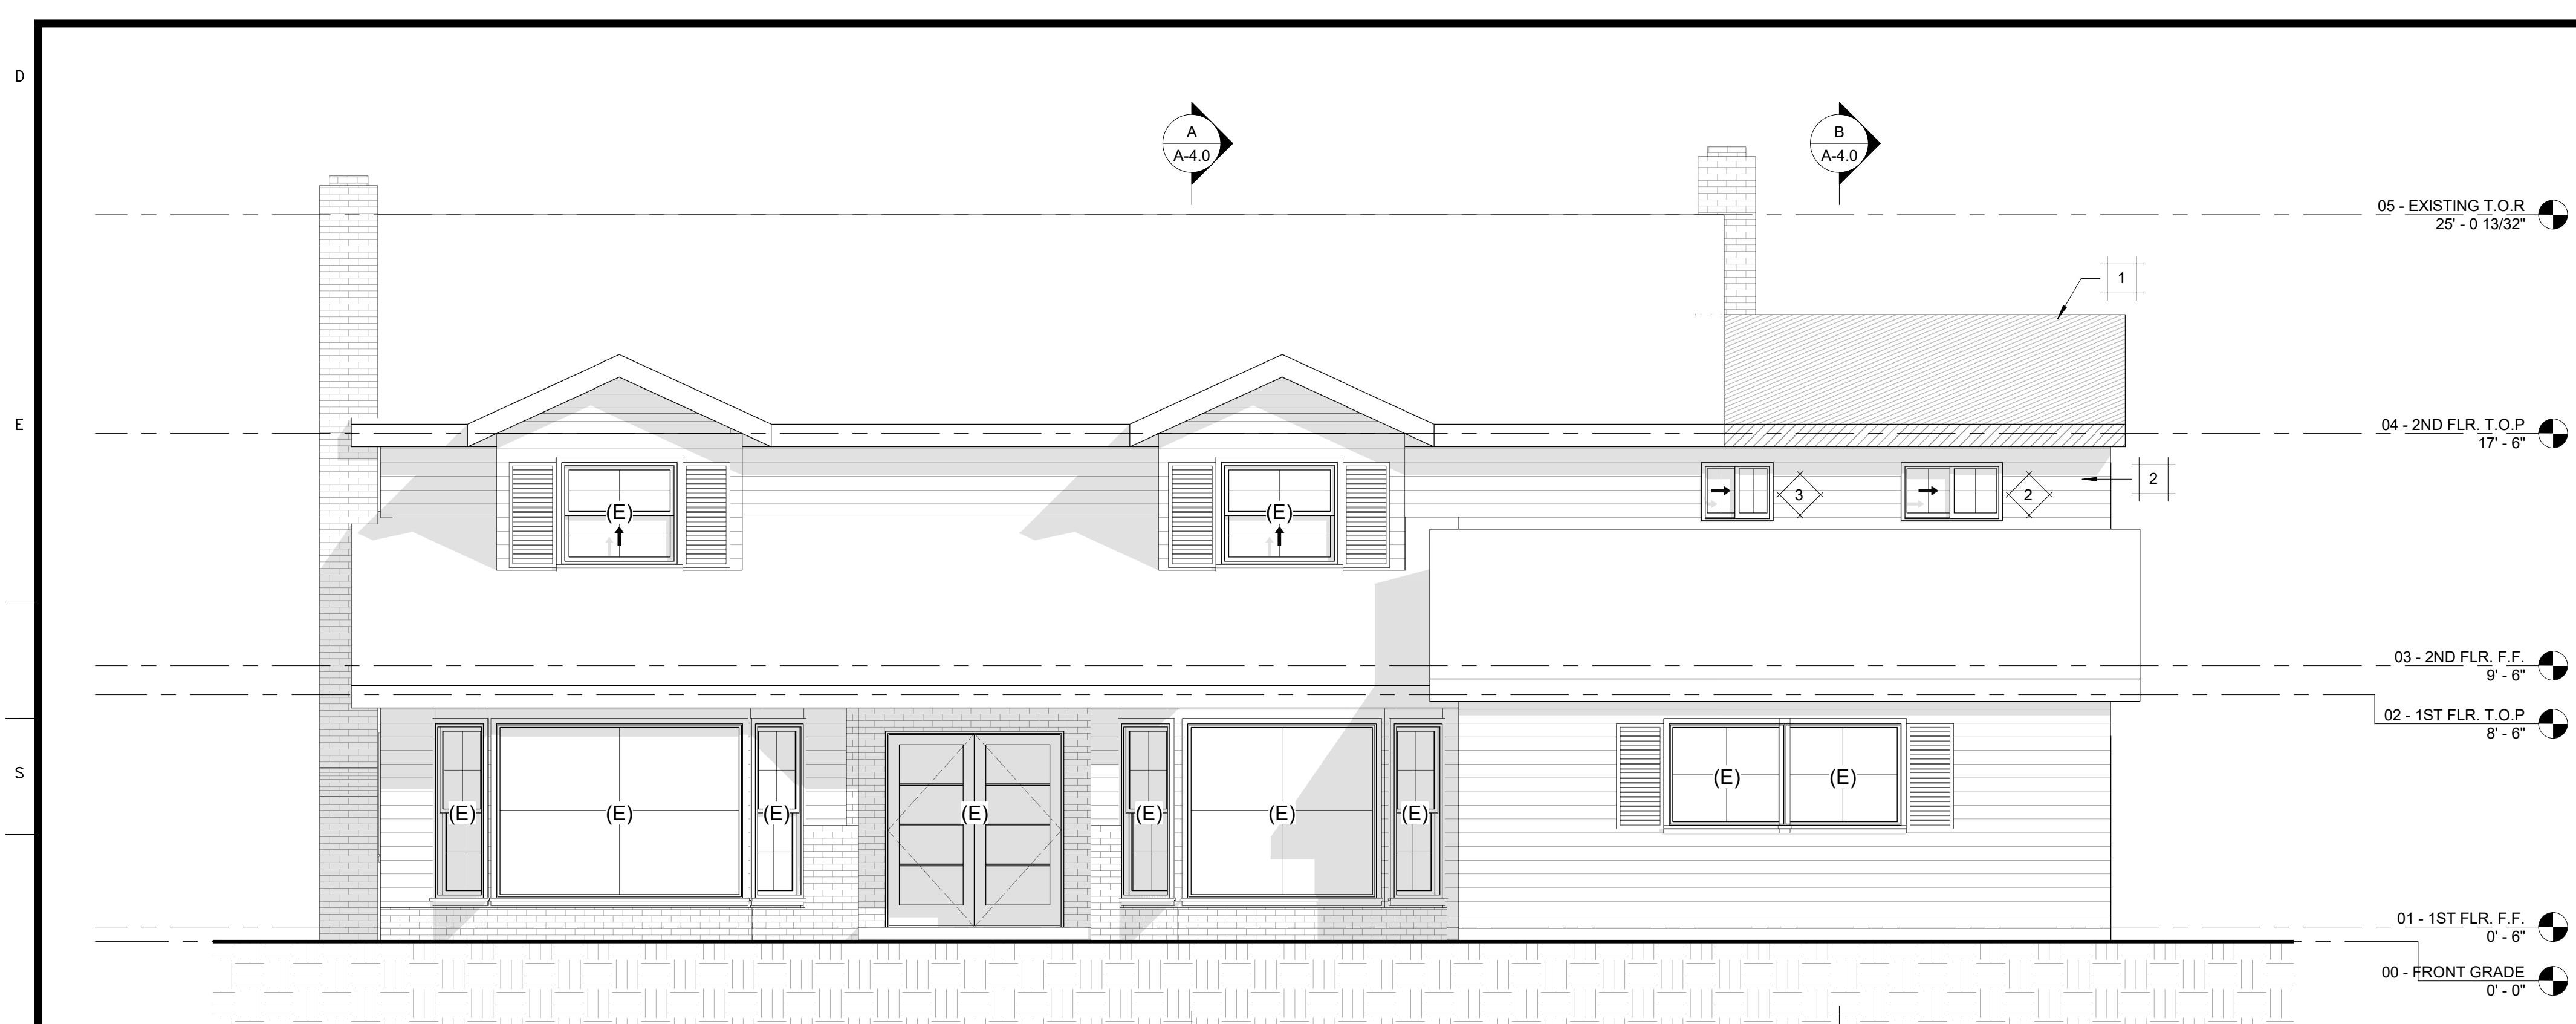 D
A
A-4.0
B
A-4.0
05 - EXISTING T.O.R
25' - 0 13/32"
1
E
04 - 2ND FLR. T.O.P
17' - 6"
2
3
2
(E)
(E)
03 - 2ND FLR. F.F.
9' - 6"
02 - 1ST FLR. T.O.P
8' - 6"
S
(E)
(E)
(E)
(E)
(E)
(E)
(E)
(E)
(E)
01 - 1ST FLR. F.F.
0' - 6"
00 - FRONT GRADE
0' - 0"